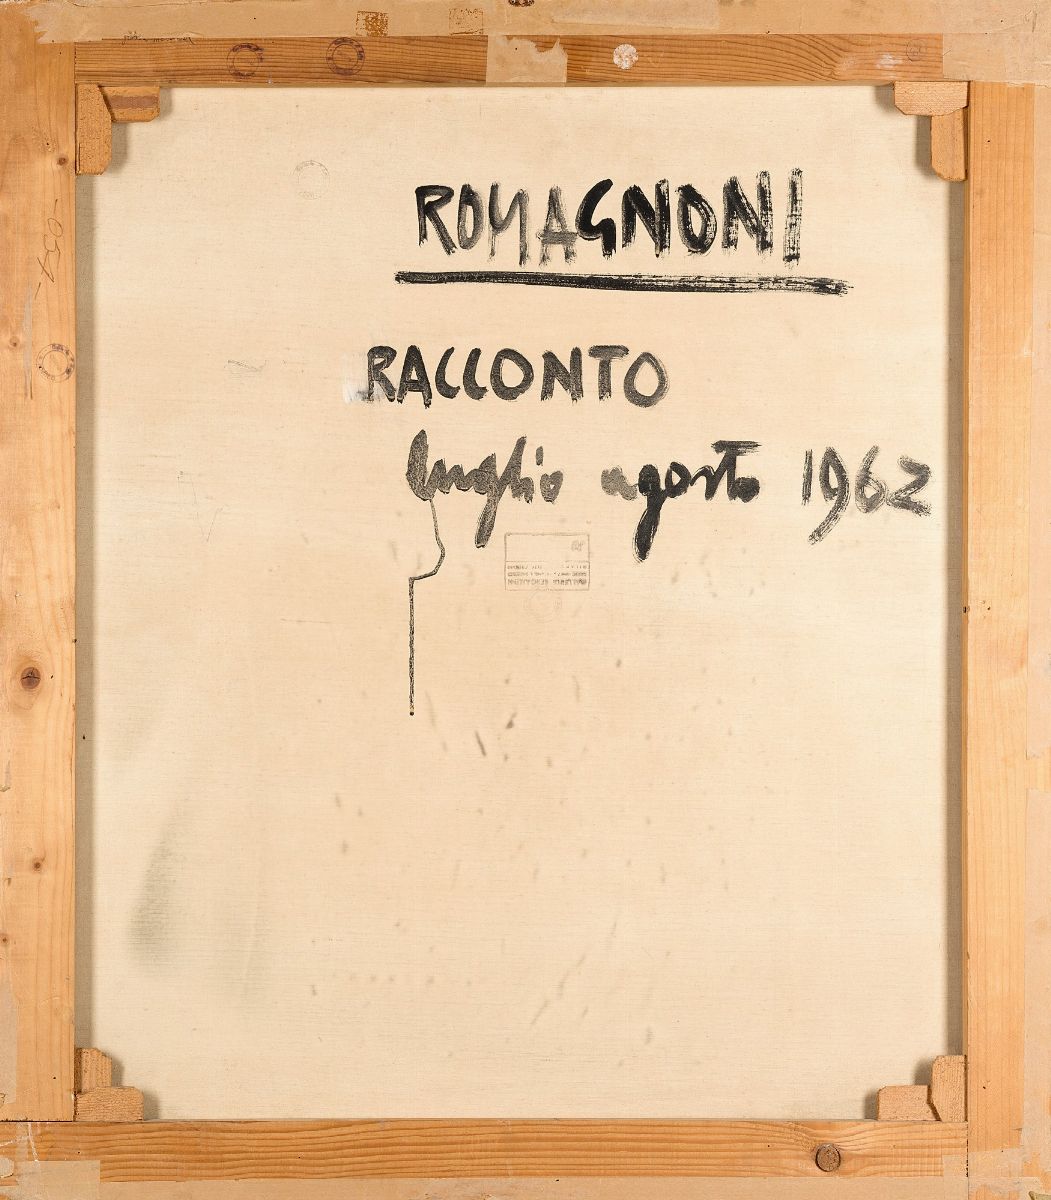 ROMAGNONI
RACCONTO
luglio agosto 1962